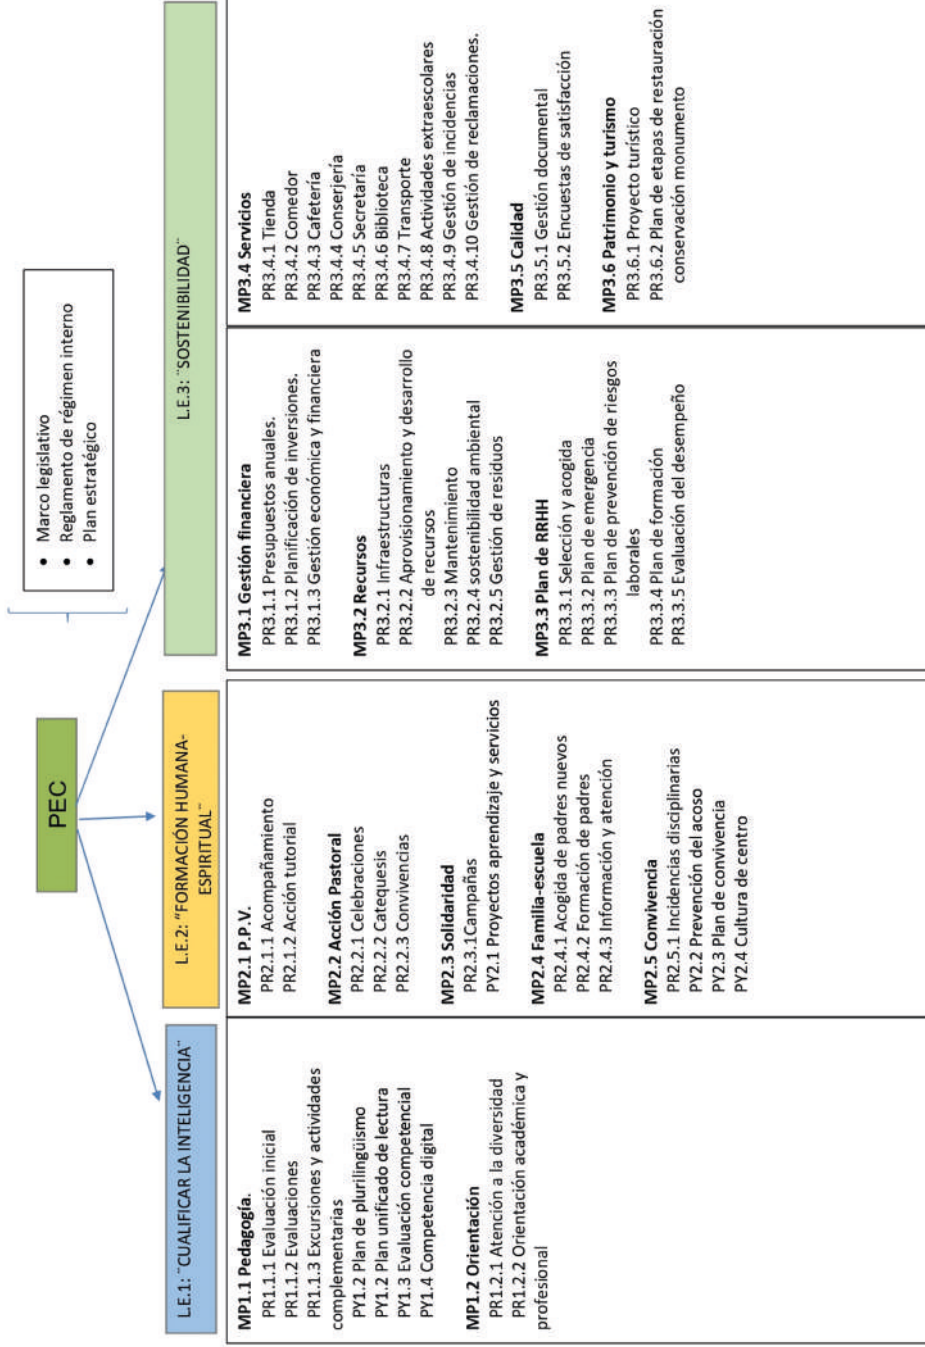 PEC
• Marco legislativo
• Reglamento de régimen interno
• Plan estratégico
L.E.1: ¨CUALIFICAR LA INTELIGENCIA¨
MP1.1 Pedagogía.
PR1.1.1 Evaluación inicial
PR1.1.2 Evaluaciones
PR1.1.3 Excursiones y actividades
complementarias
PY1.2 Plan de plurilingüismo
PY1.2 Plan unificado de lectura
PY1.3 Evaluación competencial
PY1.4 Competencia digital
MP1.2 Orientación
PR1.2.1 Atención a la diversidad
PR1.2.2 Orientación académica y
profesional
L.E.2: “FORMACIÓN HUMANA-
ESPIRITUAL¨
MP2.1 P.P.V.
PR2.1.1 Acompañamiento
PR2.1.2 Acción tutorial
MP2.2 Acción Pastoral
PR2.2.1 Celebraciones
PR2.2.2 Catequesis
PR2.2.3 Convivencias
MP2.3 Solidaridad
PR2.3.1Campañas
PY2.1 Proyectos aprendizaje y servicios
MP2.4 Familia-escuela
PR2.4.1 Acogida de padres nuevos
PR2.4.2 Formación de padres
PR2.4.3 Información y atención
MP2.5 Convivencia
PR2.5.1 Incidencias disciplinarias
PY2.2 Prevención del acoso
PY2.3 Plan de convivencia
PY2.4 Cultura de centro
L.E.3: ¨SOSTENIBILIDAD¨
MP3.1 Gestión financiera
PR3.1.1 Presupuestos anuales.
PR3.1.2 Planificación de inversiones.
PR3.1.3 Gestión económica y financiera
MP3.2 Recursos
PR3.2.1 Infraestructuras
PR3.2.2 Aprovisionamiento y desarrollo
de recursos
PR3.2.3 Mantenimiento
PR3.2.4 sostenibilidad ambiental
PR3.2.5 Gestión de residuos
MP3.3 Plan de RRHH
PR3.3.1 Selección y acogida
PR3.3.2 Plan de emergencia
PR3.3.3 Plan de prevención de riesgos
laborales
PR3.3.4 Plan de formación
PR3.3.5 Evaluación del desempeño
MP3.4 Servicios
PR3.4.1 Tienda
PR3.4.2 Comedor
PR3.4.3 Cafetería
PR3.4.4 Conserjería
PR3.4.5 Secretaría
PR3.4.6 Biblioteca
PR3.4.7 Transporte
PR3.4.8 Actividades extraescolares
PR3.4.9 Gestión de incidencias
PR3.4.10 Gestión de reclamaciones.
MP3.5 Calidad
PR3.5.1 Gestión documental
PR3.5.2 Encuestas de satisfacción
MP3.6 Patrimonio y turismo
PR3.6.1 Proyecto turístico
PR3.6.2 Plan de etapas de restauración
conservación monumento